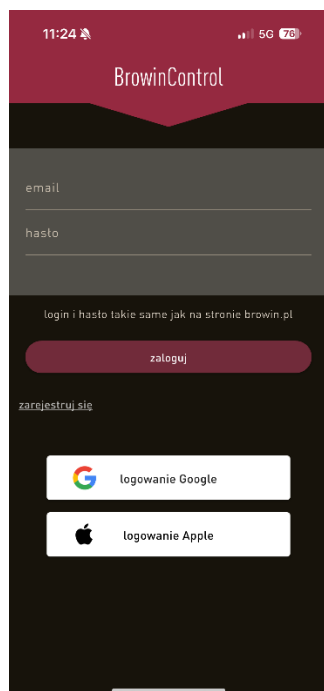 11:24 5G 76
BrowinControl
email
hasło
login i hasło takie same jak na stronie browin.pl
zaloguj
zarejestruj się
logowanie Google
logowanie Apple